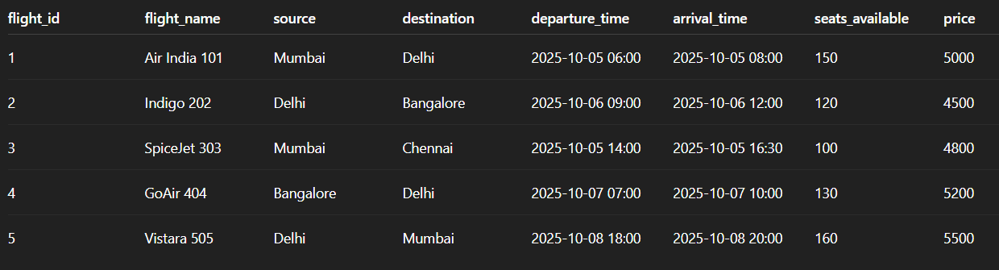 flight_id flight_name source destination departure_time arrival_time seats_available price
1 Air India 101 Mumbai Delhi 2025-10-05 06:00 2025-10-05 08:00 150 5000
2 Indigo 202 Delhi Bangalore 2025-10-06 09:00 2025-10-06 12:00 120 4500
3 SpiceJet 303 Mumbai Chennai 2025-10-05 14:00 2025-10-05 16:30 100 4800
4 GoAir 404 Bangalore Delhi 2025-10-07 07:00 2025-10-07 10:00 130 5200
5 Vistara 505 Delhi Mumbai 2025-10-08 18:00 2025-10-08 20:00 160 5500